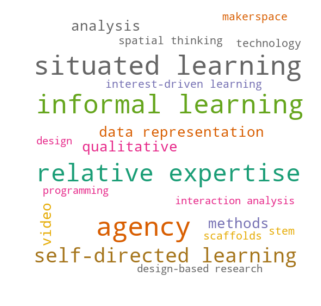 makerspace
analysis
spatial thinking
technology
situated learning
interest-driven learning
informal learning
data representation
design
qualitative
relative expertise
programming
interaction analysis
video
agency
methods
scaffolds
stem
self-directed learning
design-based research